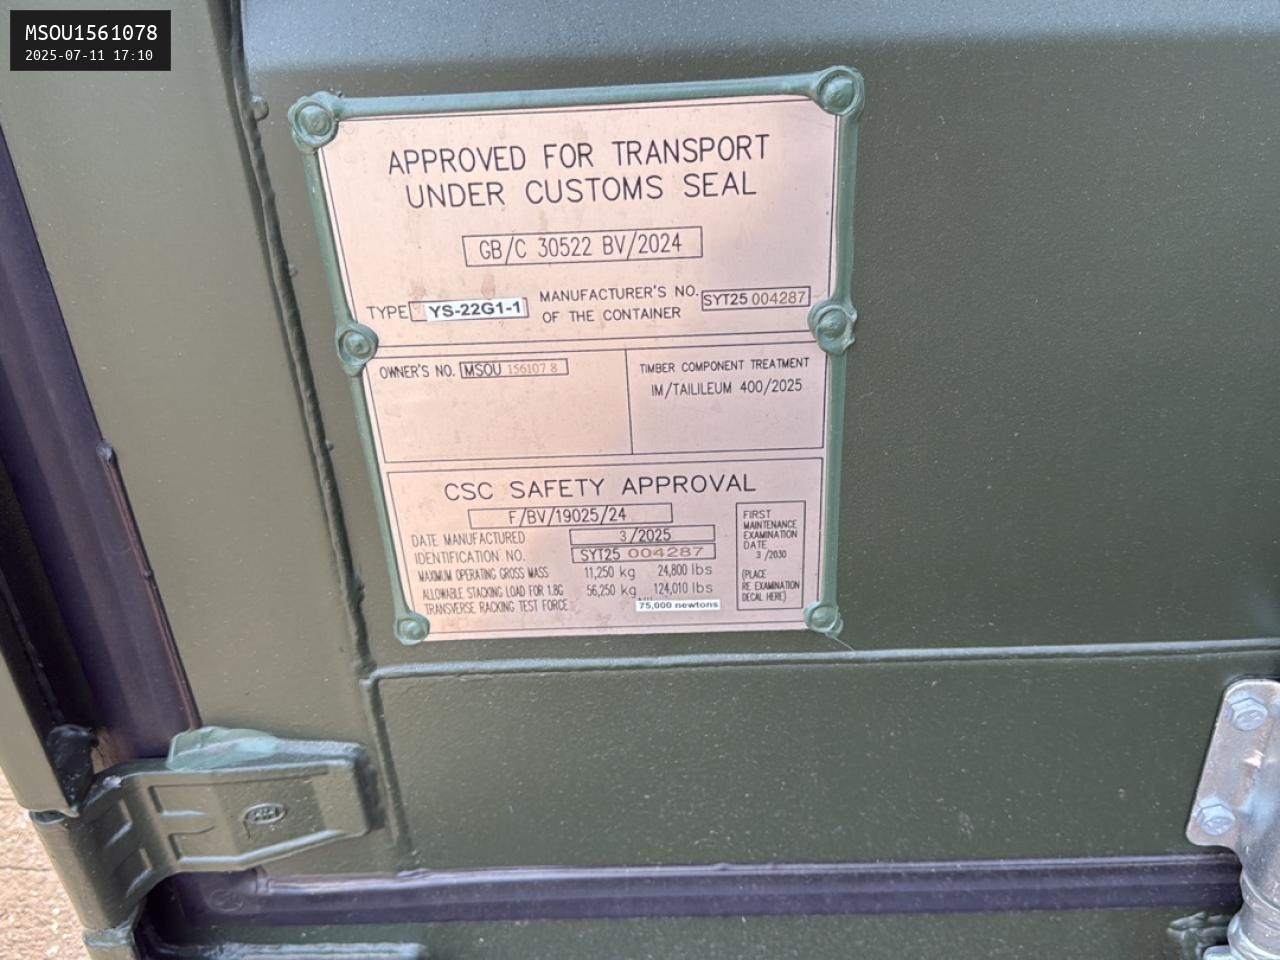 MSOU1561078
2025-07-11 17:10
APPROVED FOR TRANSPORT
UNDER CUSTOMS SEAL
GB/C 30522 BV/2024
TYPE YS-22G1-1 MANUFACTURER'S NO. OF THE CONTAINER SYT25 004287
OWNER'S NO. MSOU 156107 8
TIMBER COMPONENT TREATMENT
IM/TAILILEUM 400/2025
CSC SAFETY APPROVAL
F/BV/19025/24
DATE MANUFACTURED 3/2025
IDENTIFICATION NO. SYT25 004287
MAXIMUM OPERATING GROSS MASS 11,250 kg 24,800 lbs
ALLOWABLE STACKING LOAD FOR 1.8G 56,250 kg 124,010 lbs
TRANSVERSE RACKING TEST FORCE 75,000 newtons
FIRST
MAINTENANCE
EXAMINATION
DATE
3 /2030
(PLACE
RE EXAMINATION
DECAL HERE)